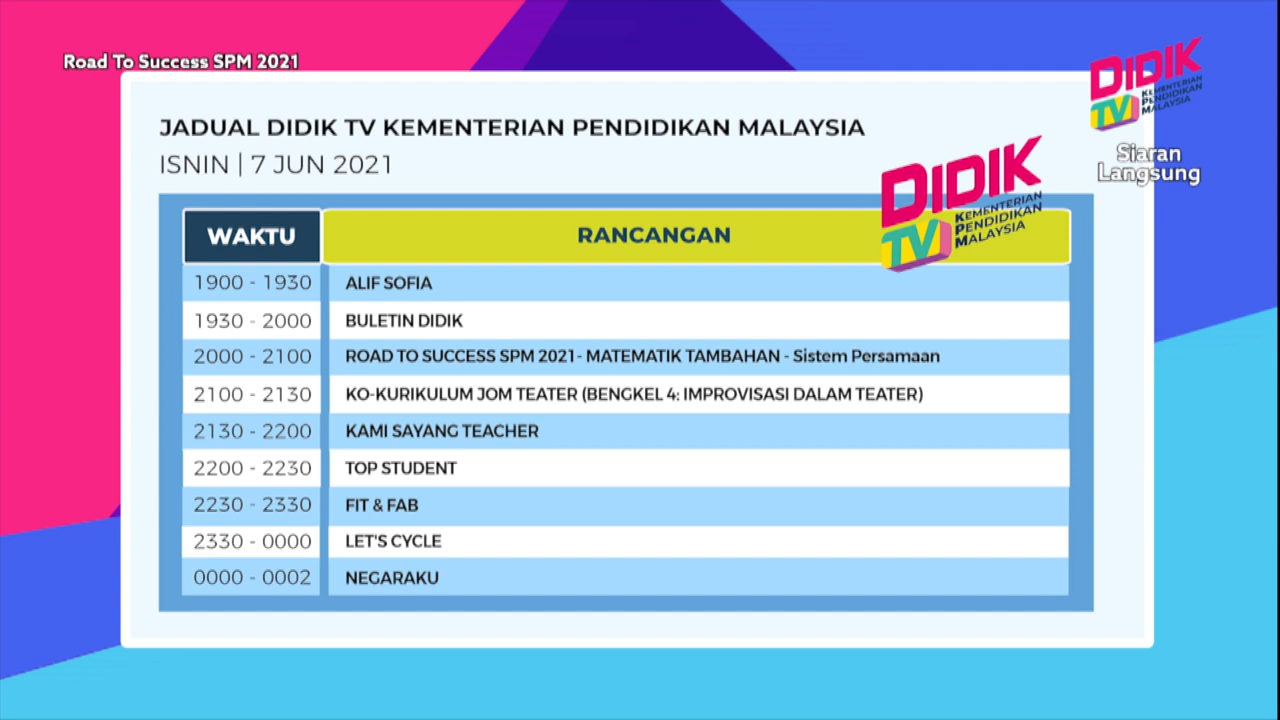 Road To Success SPM 2021
DIDIK
TV
KEMENTERIAN
PENDIDIKAN
MALAYSIA
Siaran
Langsung
JADUAL DIDIK TV KEMENTERIAN PENDIDIKAN MALAYSIA
ISNIN | 7 JUN 2021
DIDIK
TV
KEMENTERIAN
PENDIDIKAN
MALAYSIA
WAKTU RANCANGAN
1900 - 1930 ALIF SOFIA
1930 - 2000 BULETIN DIDIK
2000 - 2100 ROAD TO SUCCESS SPM 2021- MATEMATIK TAMBAHAN - Sistem Persamaan
2100 - 2130 KO-KURIKULUM JOM TEATER (BENGKEL 4: IMPROVISASI DALAM TEATER)
2130 - 2200 KAMI SAYANG TEACHER
2200 - 2230 TOP STUDENT
2230 - 2330 FIT & FAB
2330 - 0000 LET'S CYCLE
0000 - 0002 NEGARAKU